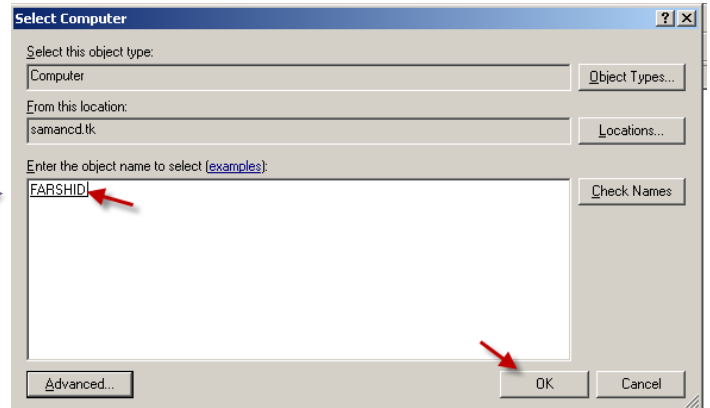 Select Computer
Select this object type:
Computer
Object Types...
From this location:
samancd.tk
Locations...
Enter the object name to select (examples):
FARSHID
Check Names
Advanced...
OK
Cancel